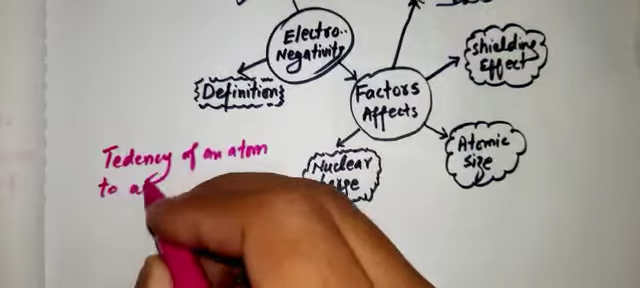 Electro..
Negativity
Definition
Factors
Affects
Shielding
Effect
Atomic
size
Nuclear
Tedency of an atom
to